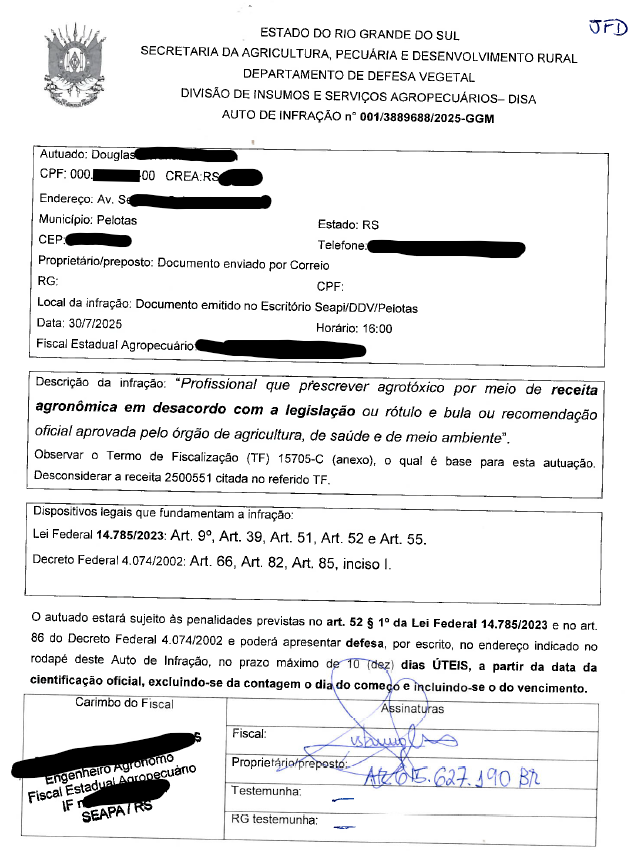 JFD
ESTADO DO RIO GRANDE DO SUL
SECRETARIA DA AGRICULTURA, PECUÁRIA E DESENVOLVIMENTO RURAL
DEPARTAMENTO DE DEFESA VEGETAL
DIVISÃO DE INSUMOS E SERVIÇOS AGROPECUÁRIOS– DISA
AUTO DE INFRAÇÃO n° 001/3889688/2025-GGM
Autuado: Douglas
CPF: 000. -00 CREA:RS
Endereço: Av. Se
Município: Pelotas Estado: RS
CEP: Telefone:
Proprietário/preposto: Documento enviado por Correio
RG: CPF:
Local da infração: Documento emitido no Escritório Seapi/DDV/Pelotas
Data: 30/7/2025 Horário: 16:00
Fiscal Estadual Agropecuário
Descrição da infração: "Profissional que prescrever agrotóxico por meio de receita
agronômica em desacordo com a legislação ou rótulo e bula ou recomendação
oficial aprovada pelo órgão de agricultura, de saúde e de meio ambiente".
Observar o Termo de Fiscalização (TF) 15705-C (anexo), o qual é base para esta autuação.
Desconsiderar a receita 2500551 citada no referido TF.
Dispositivos legais que fundamentam a infração:
Lei Federal 14.785/2023: Art. 9º, Art. 39, Art. 51, Art. 52 e Art. 55.
Decreto Federal 4.074/2002: Art. 66, Art. 82, Art. 85, inciso I.
O autuado estará sujeito às penalidades previstas no art. 52 § 1º da Lei Federal 14.785/2023 e no art.
86 do Decreto Federal 4.074/2002 e poderá apresentar defesa, por escrito, no endereço indicado no
rodapé deste Auto de Infração, no prazo máximo de 10 (dez) dias ÚTEIS, a partir da data da
cientificação oficial, excluindo-se da contagem o dia do começo e incluindo-se o do vencimento.
Carimbo do Fiscal
S
Engenheiro Agrônomo
Fiscal Estadual Agropecuário
IF n
SEAPA / RS
Assinaturas
Fiscal:
Proprietário/preposto: 627.190 BR
Testemunha: –
RG testemunha: –